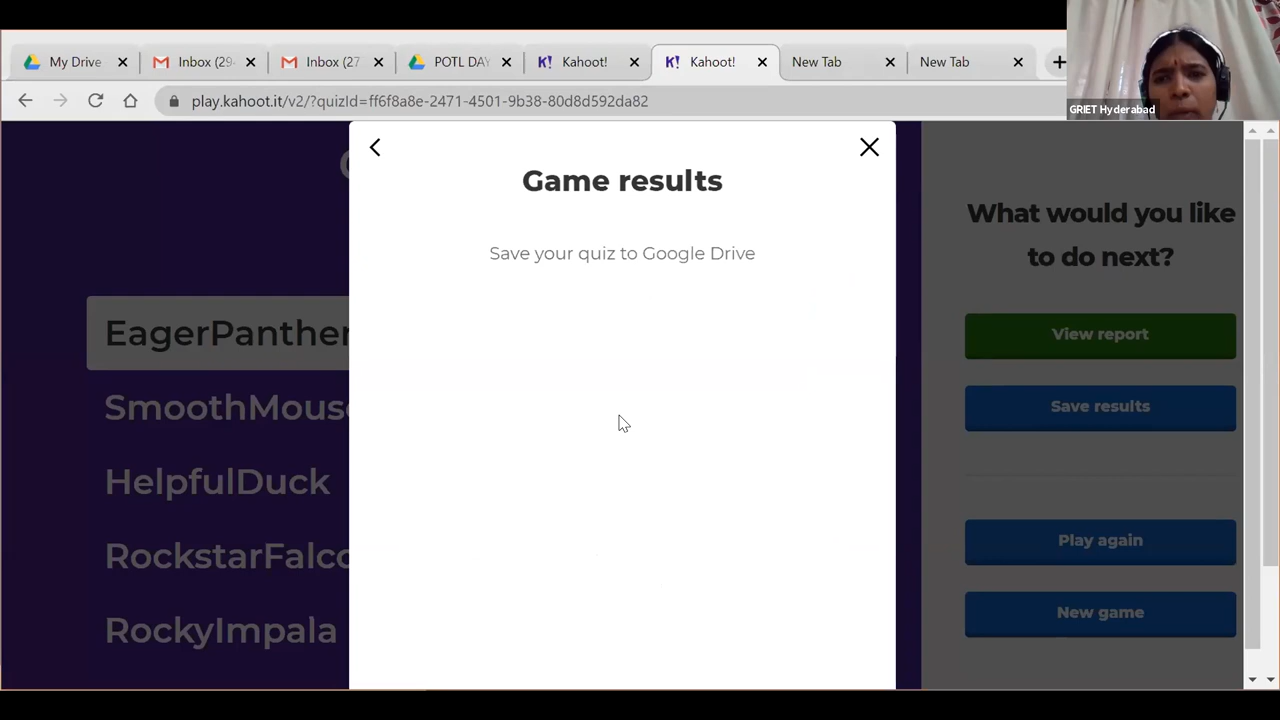 My Drive
Inbox (29-
Inbox (27
POTL DAY
K! Kahoot!
K! Kahoot!
New Tab
New Tab
play.kahoot.it/v2/?quizId=ff6f8a8e-2471-4501-9b38-80d8d592da82
GRIET Hyderabad
Game results
Save your quiz to Google Drive
EagerPanther
SmoothMouse
HelpfulDuck
RockstarFalco
RockyImpala
What would you like
to do next?
View report
Save results
Play again
New game